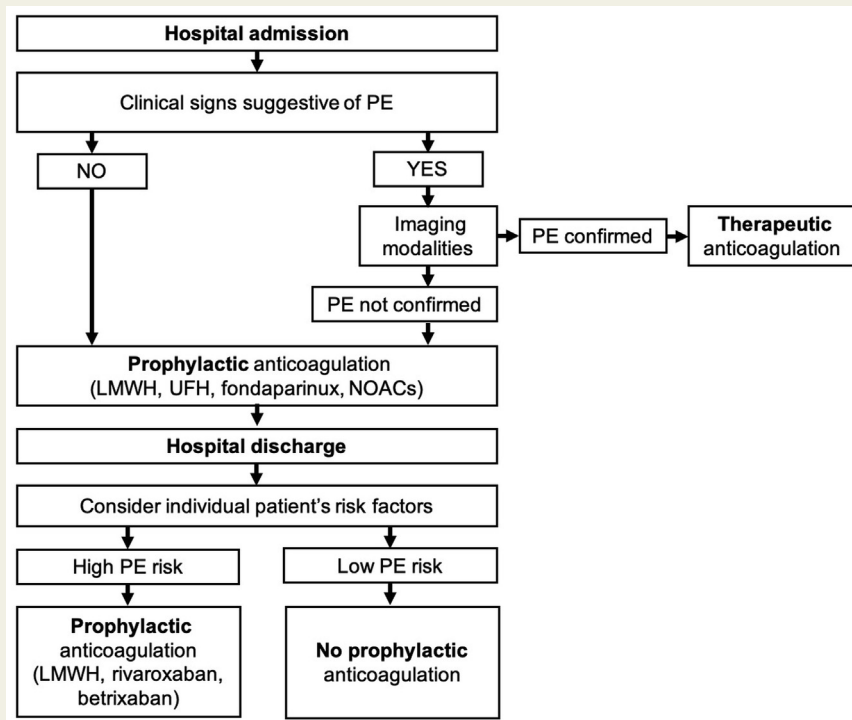 Hospital admission
Clinical signs suggestive of PE
NO
YES
Imaging
modalities
PE confirmed
Therapeutic
anticoagulation
PE not confirmed
Prophylactic anticoagulation
(LMWH, UFH, fondaparinux, NOACs)
Hospital discharge
Consider individual patient's risk factors
High PE risk
Low PE risk
Prophylactic
anticoagulation
(LMWH, rivaroxaban,
betrixaban)
No prophylactic
anticoagulation